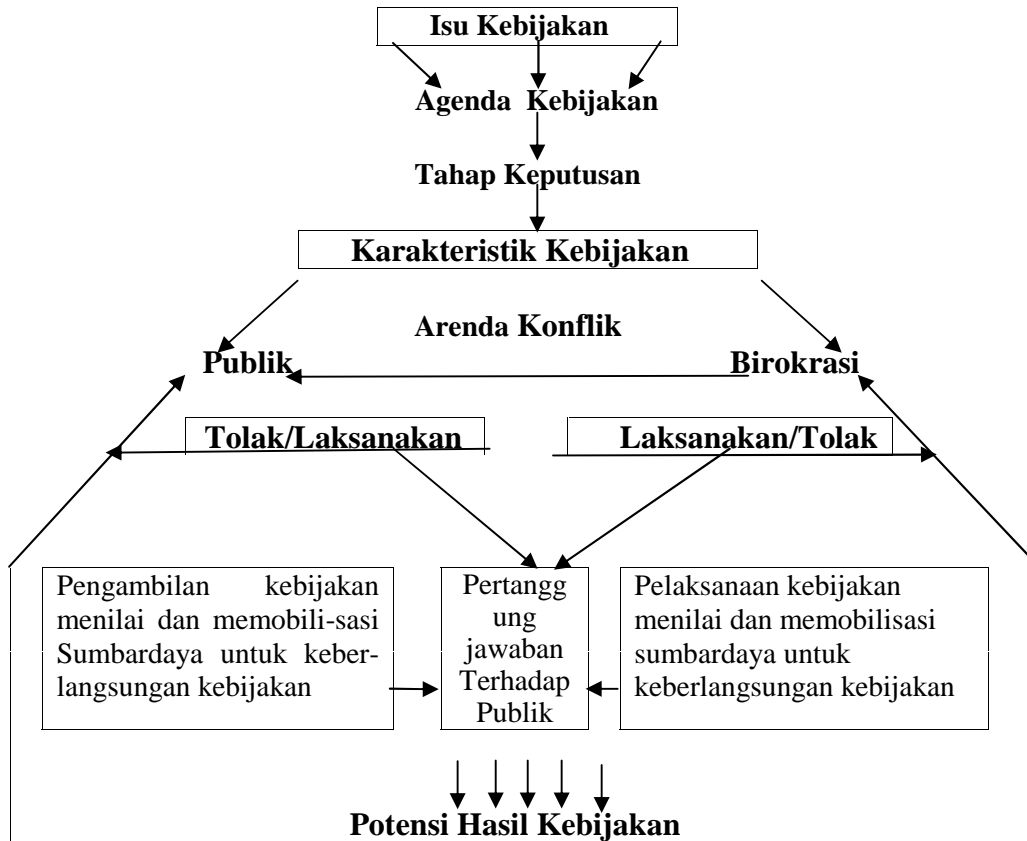 Isu Kebijakan
Agenda Kebijakan
Tahap Keputusan
Karakteristik Kebijakan
Arenda Konflik
Publik
Birokrasi
Tolak/Laksanakan
Laksanakan/Tolak
Pengambilan kebijakan
menilai dan memobili-sasi
Sumbardaya untuk keber-
langsungan kebijakan
Pertangg
ung
jawaban
Terhadap
Publik
Pelaksanaan kebijakan
menilai dan memobilisasi
sumbardaya untuk
keberlangsungan kebijakan
Potensi Hasil Kebijakan